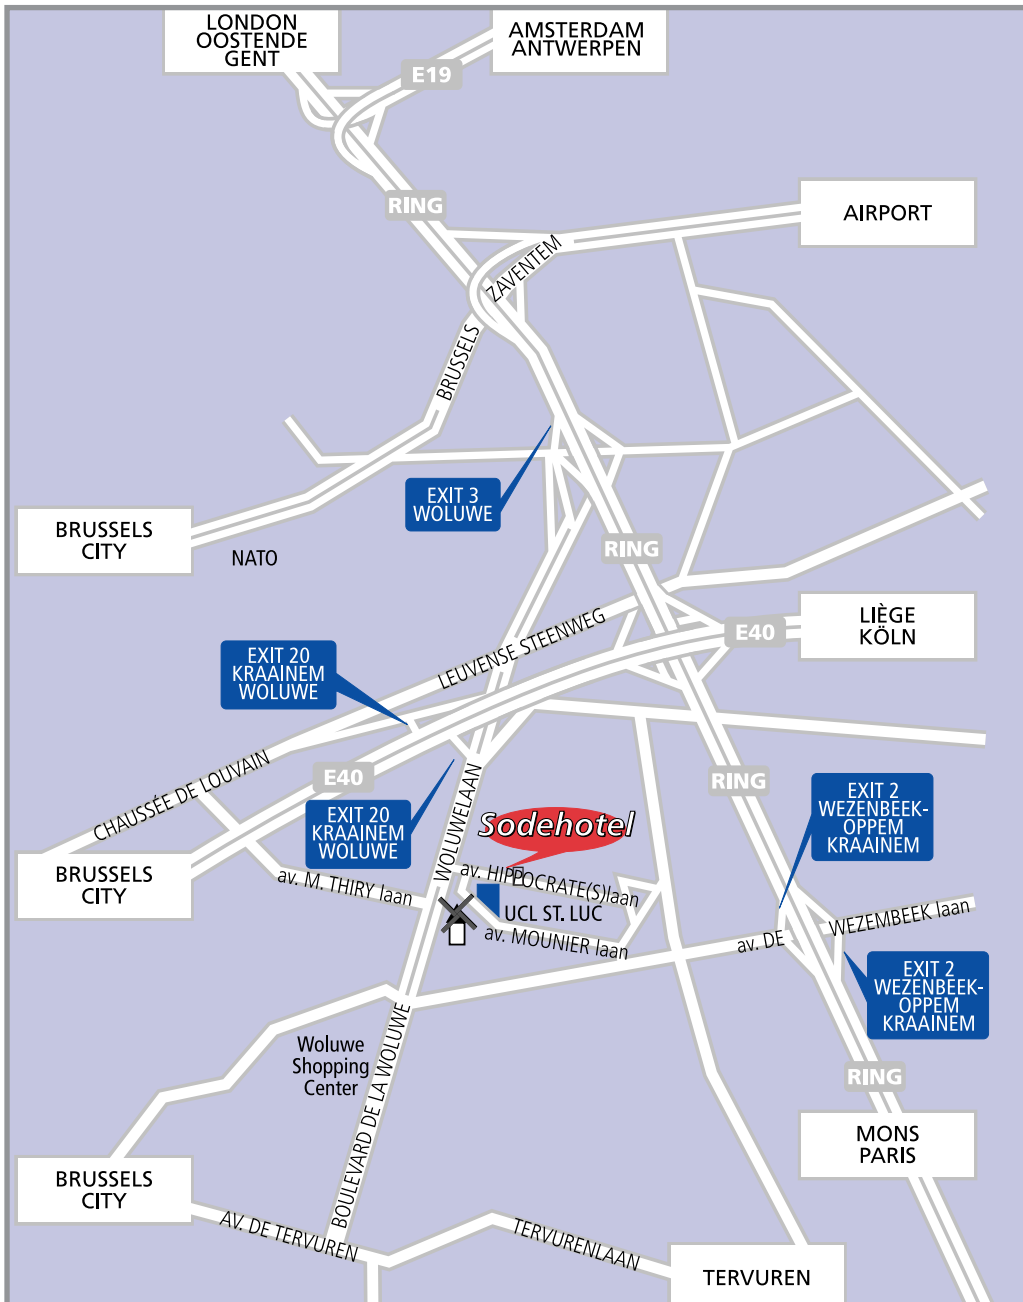 LONDON
OOSTENDE
GENT
AMSTERDAM
ANTWERPEN
E19
RING
AIRPORT
ZAVENTEM
BRUSSELS
EXIT 3
WOLUWE
BRUSSELS
CITY
NATO
RING
LIÈGE
KÖLN
E40
LEUVENSE STEENWEG
EXIT 20
KRAAINEM
WOLUWE
CHAUSSÉE DE LOUVAIN
E40
RING
EXIT 20
KRAAINEM
WOLUWE
WOLUWELAAN
Sodehotel
EXIT 2
WEZENBEEK-
OPPEM
KRAAINEM
BRUSSELS
CITY
av. M. THIRY laan
av. HIPPOCRATE(S)laan
UCL ST. LUC
av. MOUNIER laan
av. DE
WEZEMBEEK laan
EXIT 2
WEZENBEEK-
OPPEM
KRAAINEM
Woluwe
Shopping
Center
BOULEVARD DE LA WOLUWE
RING
MONS
PARIS
BRUSSELS
CITY
AV. DE TERVUREN
TERVURENLAAN
TERVUREN